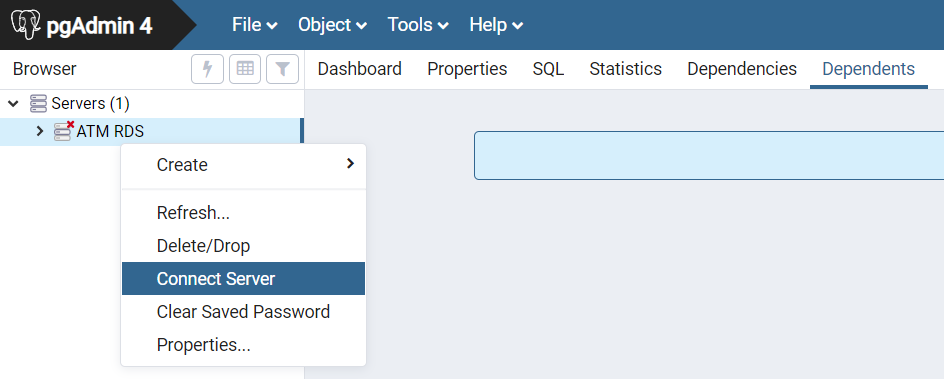 pgAdmin 4 File Object Tools Help
Browser Dashboard Properties SQL Statistics Dependencies Dependents
Servers (1)
ATM RDS
Create
Refresh...
Delete/Drop
Connect Server
Clear Saved Password
Properties...